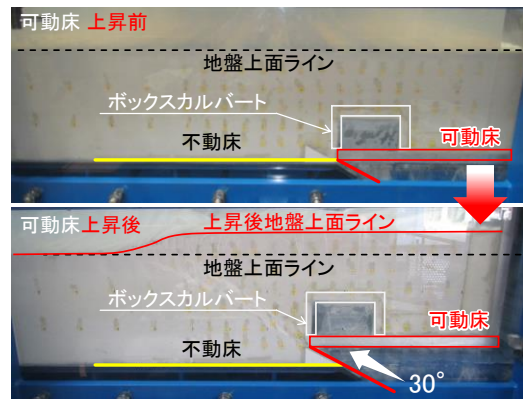 可動床 上昇前
地盤上面ライン
ボックスカルバート
不動床
可動床
可動床上昇後
上昇後地盤上面ライン
地盤上面ライン
ボックスカルバート
可動床
不動床
30°